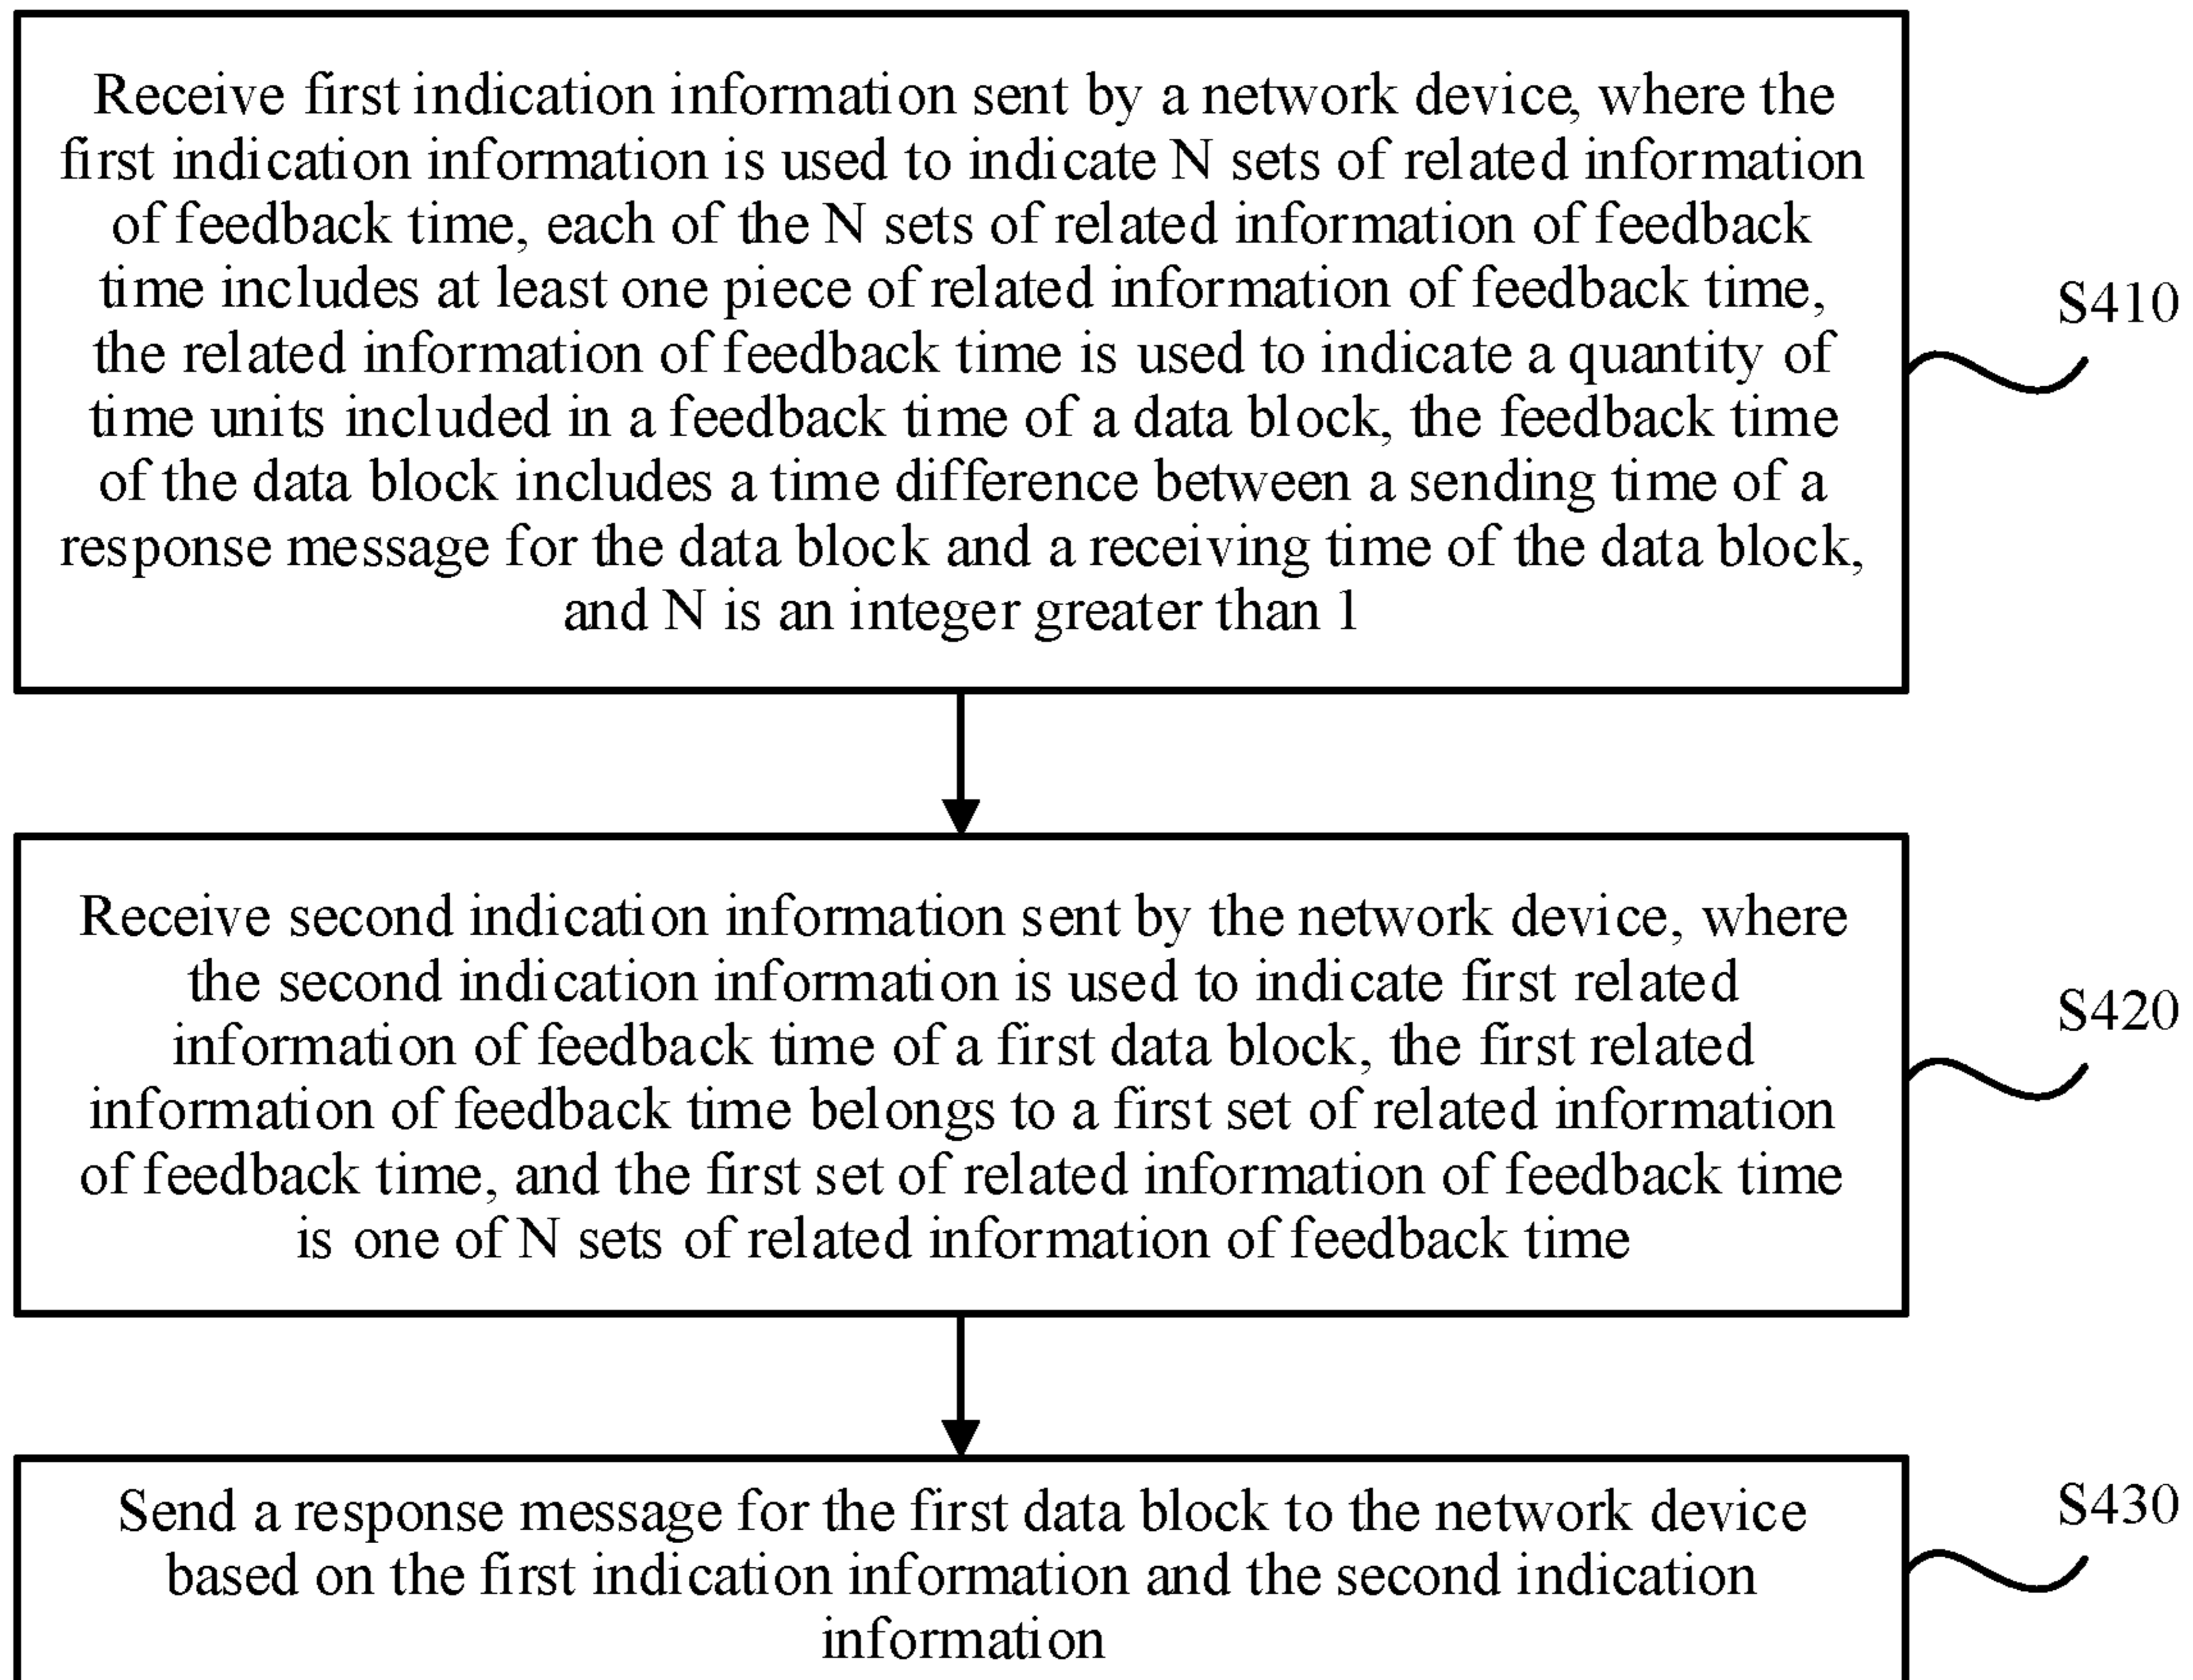 Receive first indication information sent by a network device, where the
first indication information is used to indicate N sets of related information
of feedback time, each of the N sets of related information of feedback
time includes at least one piece of related information of feedback time,
the related information of feedback time is used to indicate a quantity of
time units included in a feedback time of a data block, the feedback time
of the data block includes a time difference between a sending time of a
response message for the data block and a receiving time of the data block,
and N is an integer greater than 1
S410
Receive second indication information sent by the network device, where
the second indication information is used to indicate first related
information of feedback time of a first data block, the first related
information of feedback time belongs to a first set of related information
of feedback time, and the first set of related information of feedback time
is one of N sets of related information of feedback time
S420
Send a response message for the first data block to the network device
based on the first indication information and the second indication
information
S430